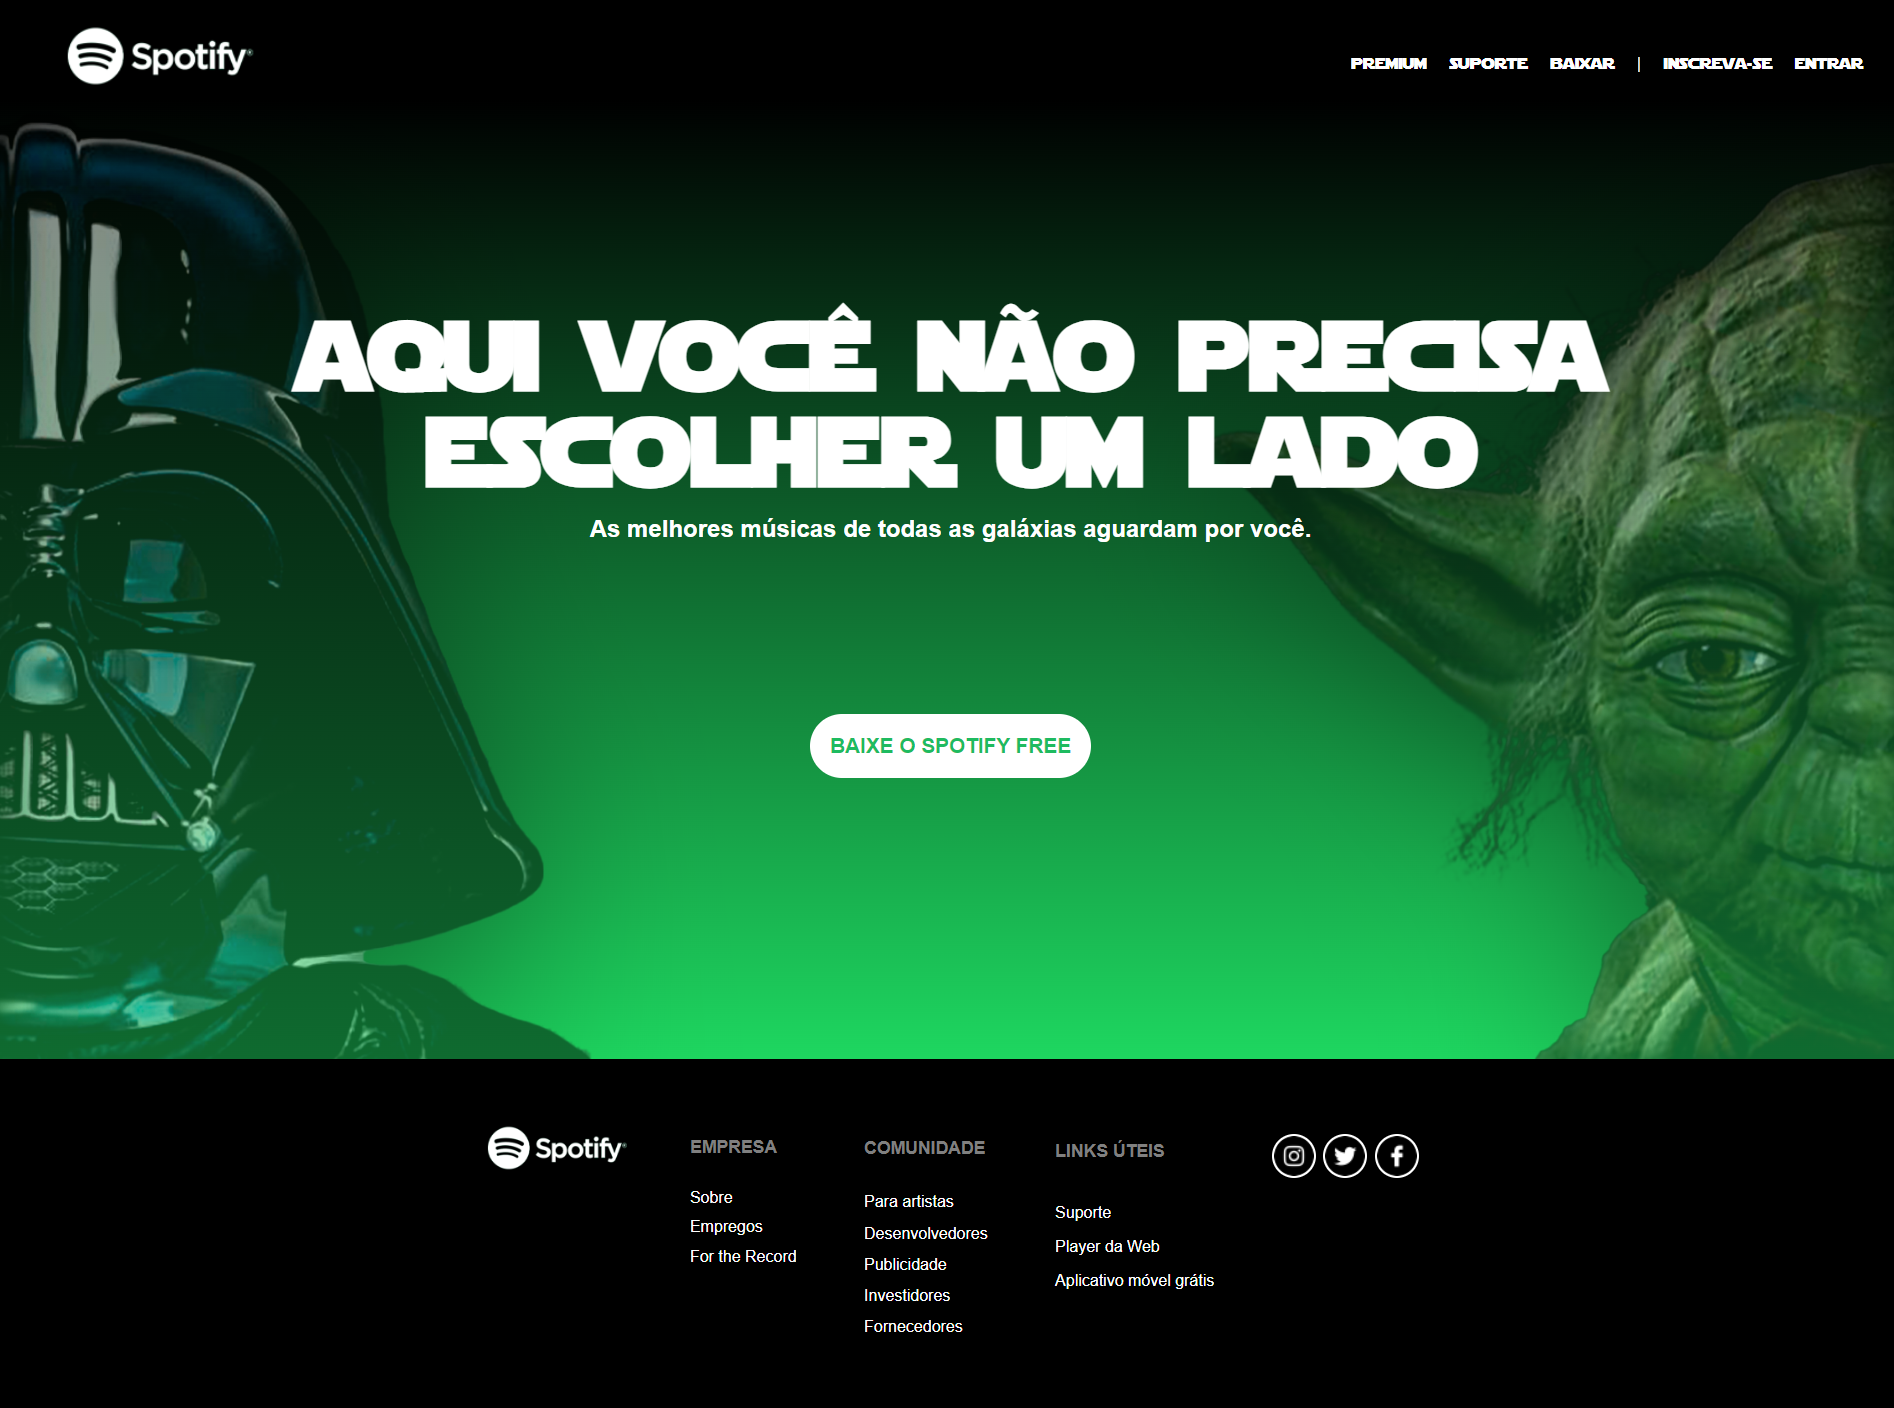 Spotify
PREMIUM SUPORTE BAIXAR | INSCREVA-SE ENTRAR
AQUI VOCÊ NÃO PRECISA
ESCOLHER UM LADO
As melhores músicas de todas as galáxias aguardam por você.
BAIXE O SPOTIFY FREE
Spotify
EMPRESA
Sobre
Empregos
For the Record
COMUNIDADE
Para artistas
Desenvolvedores
Publicidade
Investidores
Fornecedores
LINKS ÚTEIS
Suporte
Player da Web
Aplicativo móvel grátis